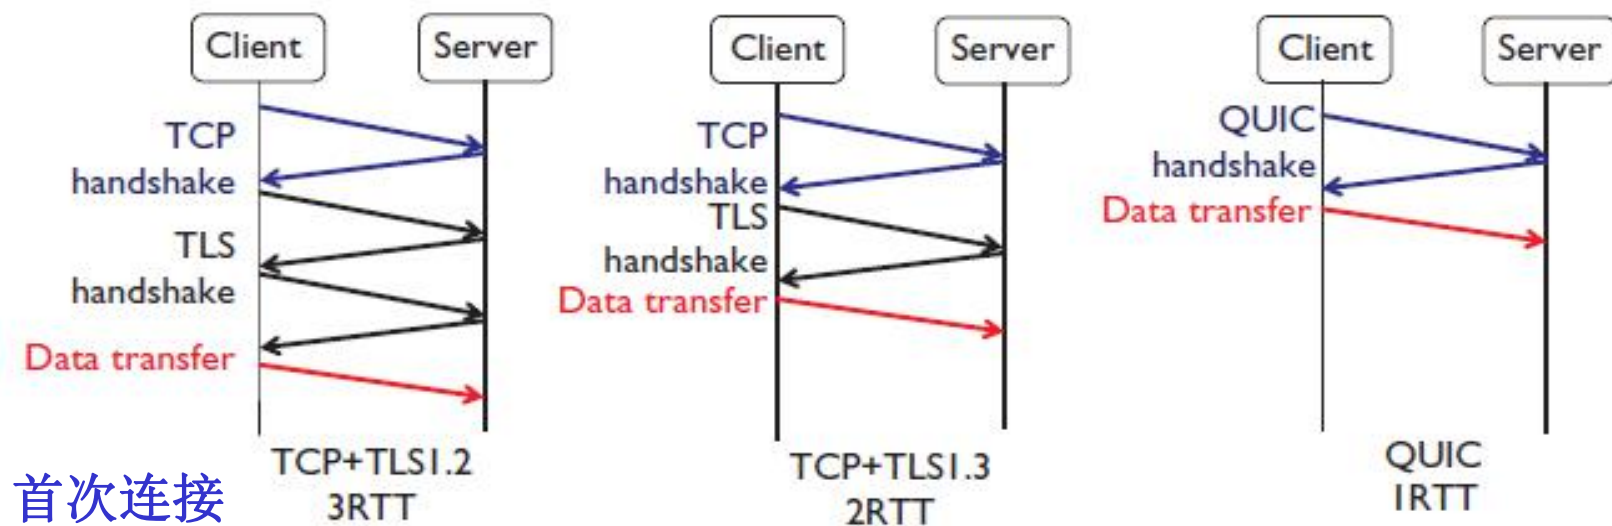 Client
Server
TCP
handshake
TLS
handshake
Data transfer
TCP+TLS1.2
3RTT
Client
Server
TCP
handshake
TLS
handshake
Data transfer
TCP+TLS1.3
2RTT
Client
Server
QUIC
handshake
Data transfer
QUIC
1RTT
首次连接